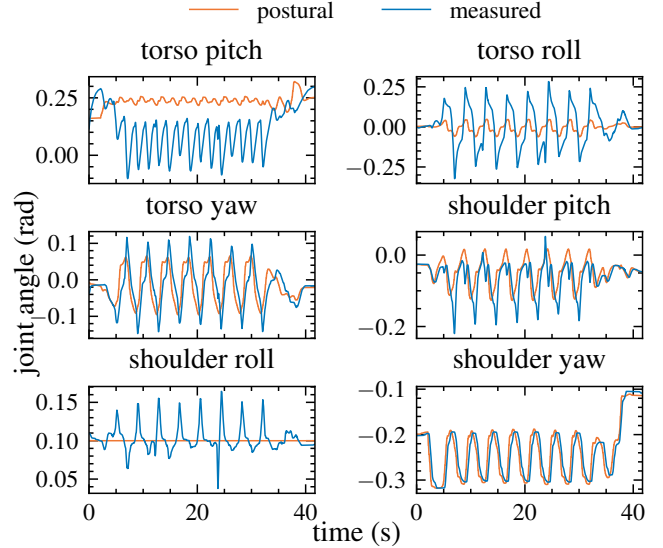 postural measured
torso pitch torso roll
0.25
0.00
0.25
0.00
−0.25
torso yaw shoulder pitch
0.1
0.0
−0.1
0.0
−0.2
joint angle (rad)
shoulder roll shoulder yaw
0.15
0.10
0.05
−0.1
−0.2
−0.3
0 20 40 0 20 40
time (s)